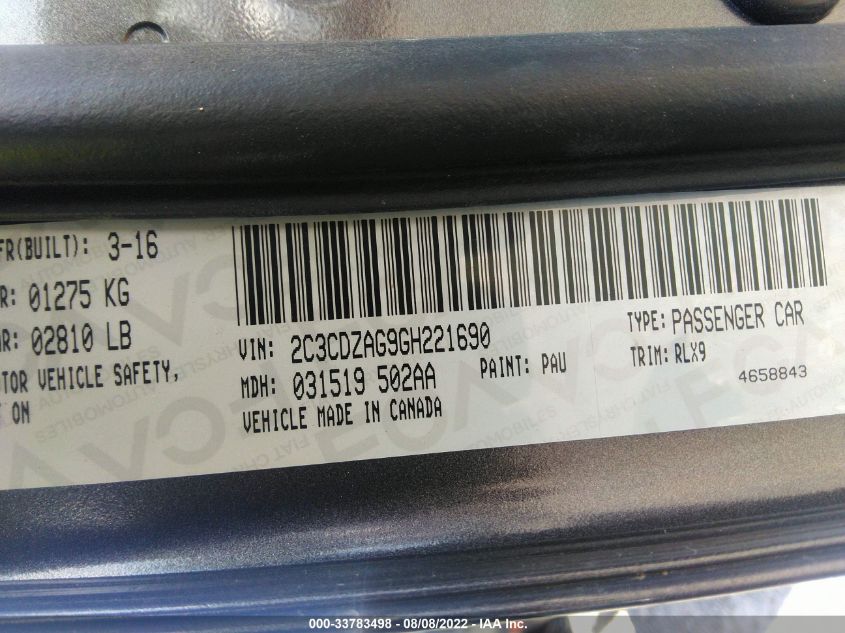 FR(BUILT): 3-16
R: 01275 KG
AR: 02810 LB
TOR VEHICLE SAFETY,
ON
VIN: 2C3CDZAG9GH221690
TYPE: PASSENGER CAR
MDH: 031519 502AA
PAINT: PAU
TRIM: RLX9
VEHICLE MADE IN CANADA
4658843
000-33783498 - 08/08/2022 - IAA Inc.